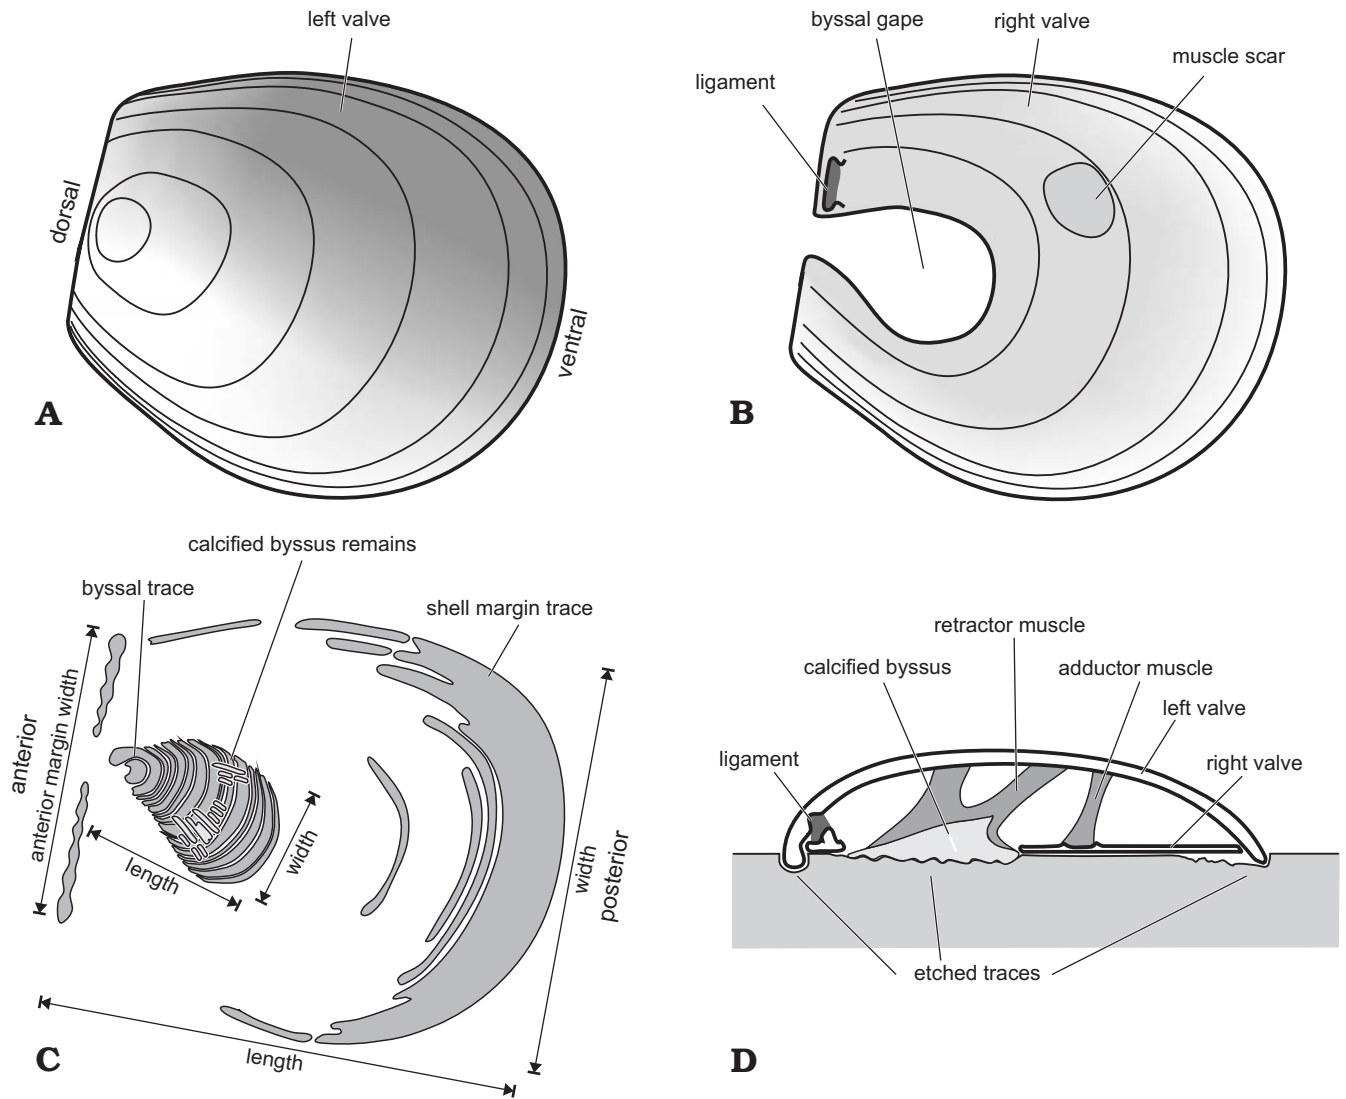 left valve
dorsal
ventral
A
byssal gape
right valve
muscle scar
ligament
B
calcified byssus remains
byssal trace
shell margin trace
anterior
anterior margin width
length
width
width
posterior
length
C
retractor muscle
calcified byssus
adductor muscle
left valve
ligament
right valve
etched traces
D